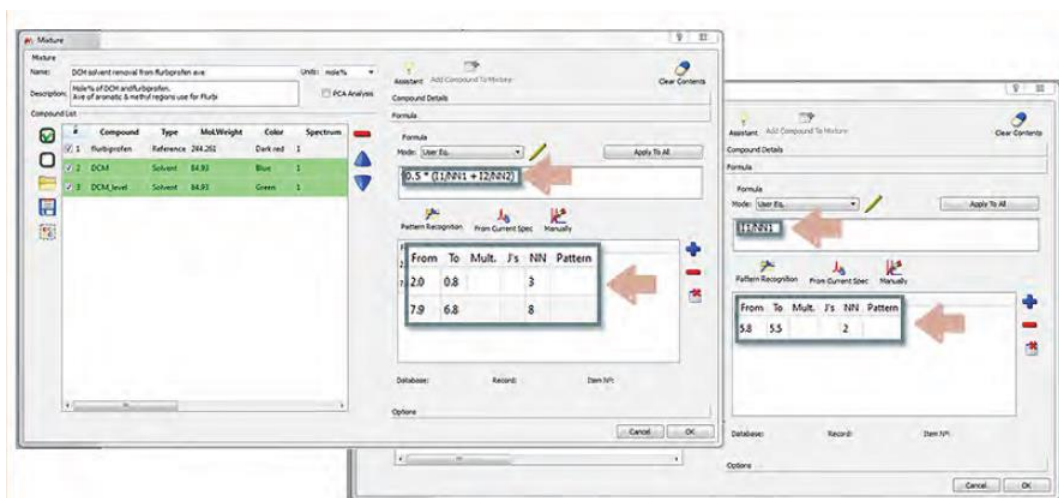 Mixture
Mixture
Name: DCM solvent removal from flurbiprofen ave Units: mole%
Description: Mole% of DCM andflurbiprofen. PCA Analysis
Ave of aromatic & methyl regions use for Flurbi
Compound List
# Compound Type Mol.Weight Color Spectrum
1 flurbiprofen Reference 244.261 Dark red 1
2 DCM Solvent 84.93 Blue 1
3 DCM_level Solvent 84.93 Green 1
Assistant Add Compound To Mixture Clear Contents
Compound Details
Formula
Formula
Mode: User Eq. Apply To All
0.5 * (I1/NN1 + I2/NN2)
Pattern Recognition From Current Spec Manually
From To Mult. J's NN Pattern
2.0 0.8 3
7.9 6.8 8
Database: Record: Item Nº:
Options
Cancel OK
Assistant Add Compound To Mixture Clear Contents
Compound Details
Formula
Formula
Mode: User Eq. Apply To All
I1/NN1
Pattern Recognition From Current Spec Manually
From To Mult. J's NN Pattern
5.8 5.5 2
Database: Record: Item Nº:
Options
Cancel OK